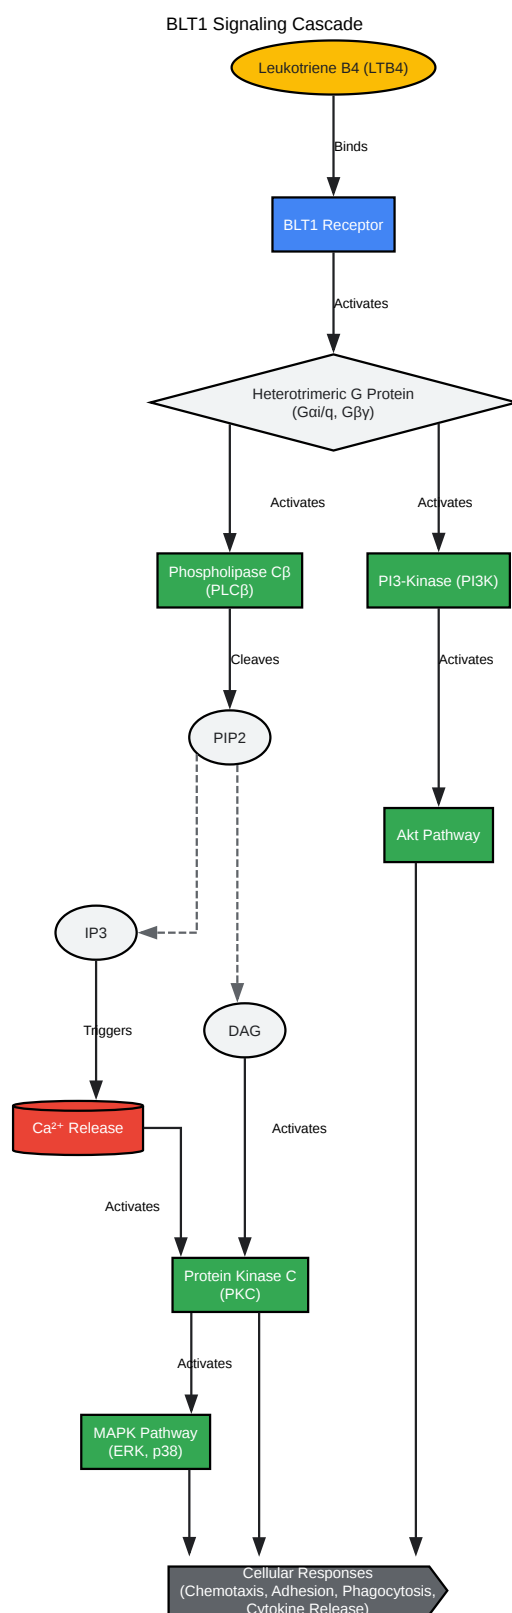 BLT1 Signaling Cascade
Leukotriene B4 (LTB4)
Binds
BLT1 Receptor
Activates
Heterotrimeric G Protein
(Gαi/q, Gβγ)
Activates
Activates
Phospholipase Cβ
(PLCβ)
PI3-Kinase (PI3K)
Cleaves
Activates
PIP2
Akt Pathway
IP3
DAG
Triggers
Ca²⁺ Release
Activates
Activates
Protein Kinase C
(PKC)
Activates
MAPK Pathway
(ERK, p38)
Cellular Responses
(Chemotaxis, Adhesion, Phagocytosis,
Cytokine Release)